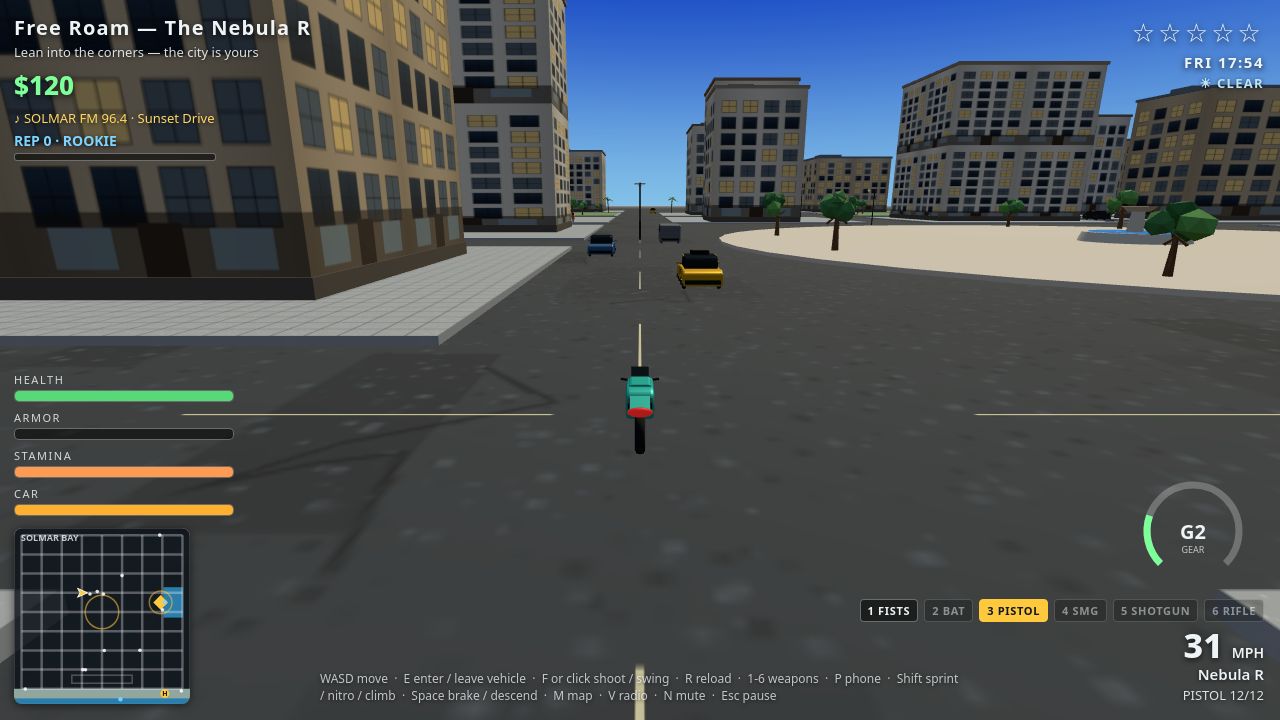 Free Roam — The Nebula R
Lean into the corners — the city is yours
$120
♪ SOLMAR FM 96.4 · Sunset Drive
REP 0 · ROOKIE
☆☆☆☆☆
FRI 17:54
☀ CLEAR
HEALTH
ARMOR
STAMINA
CAR
SOLMAR BAY
H
G2
GEAR
1 FISTS
2 BAT
3 PISTOL
4 SMG
5 SHOTGUN
6 RIFLE
31 MPH
Nebula R
PISTOL 12/12
WASD move · E enter / leave vehicle · F or click shoot / swing · R reload · 1-6 weapons · P phone · Shift sprint
/ nitro / climb · Space brake / descend · M map · V radio · N mute · Esc pause